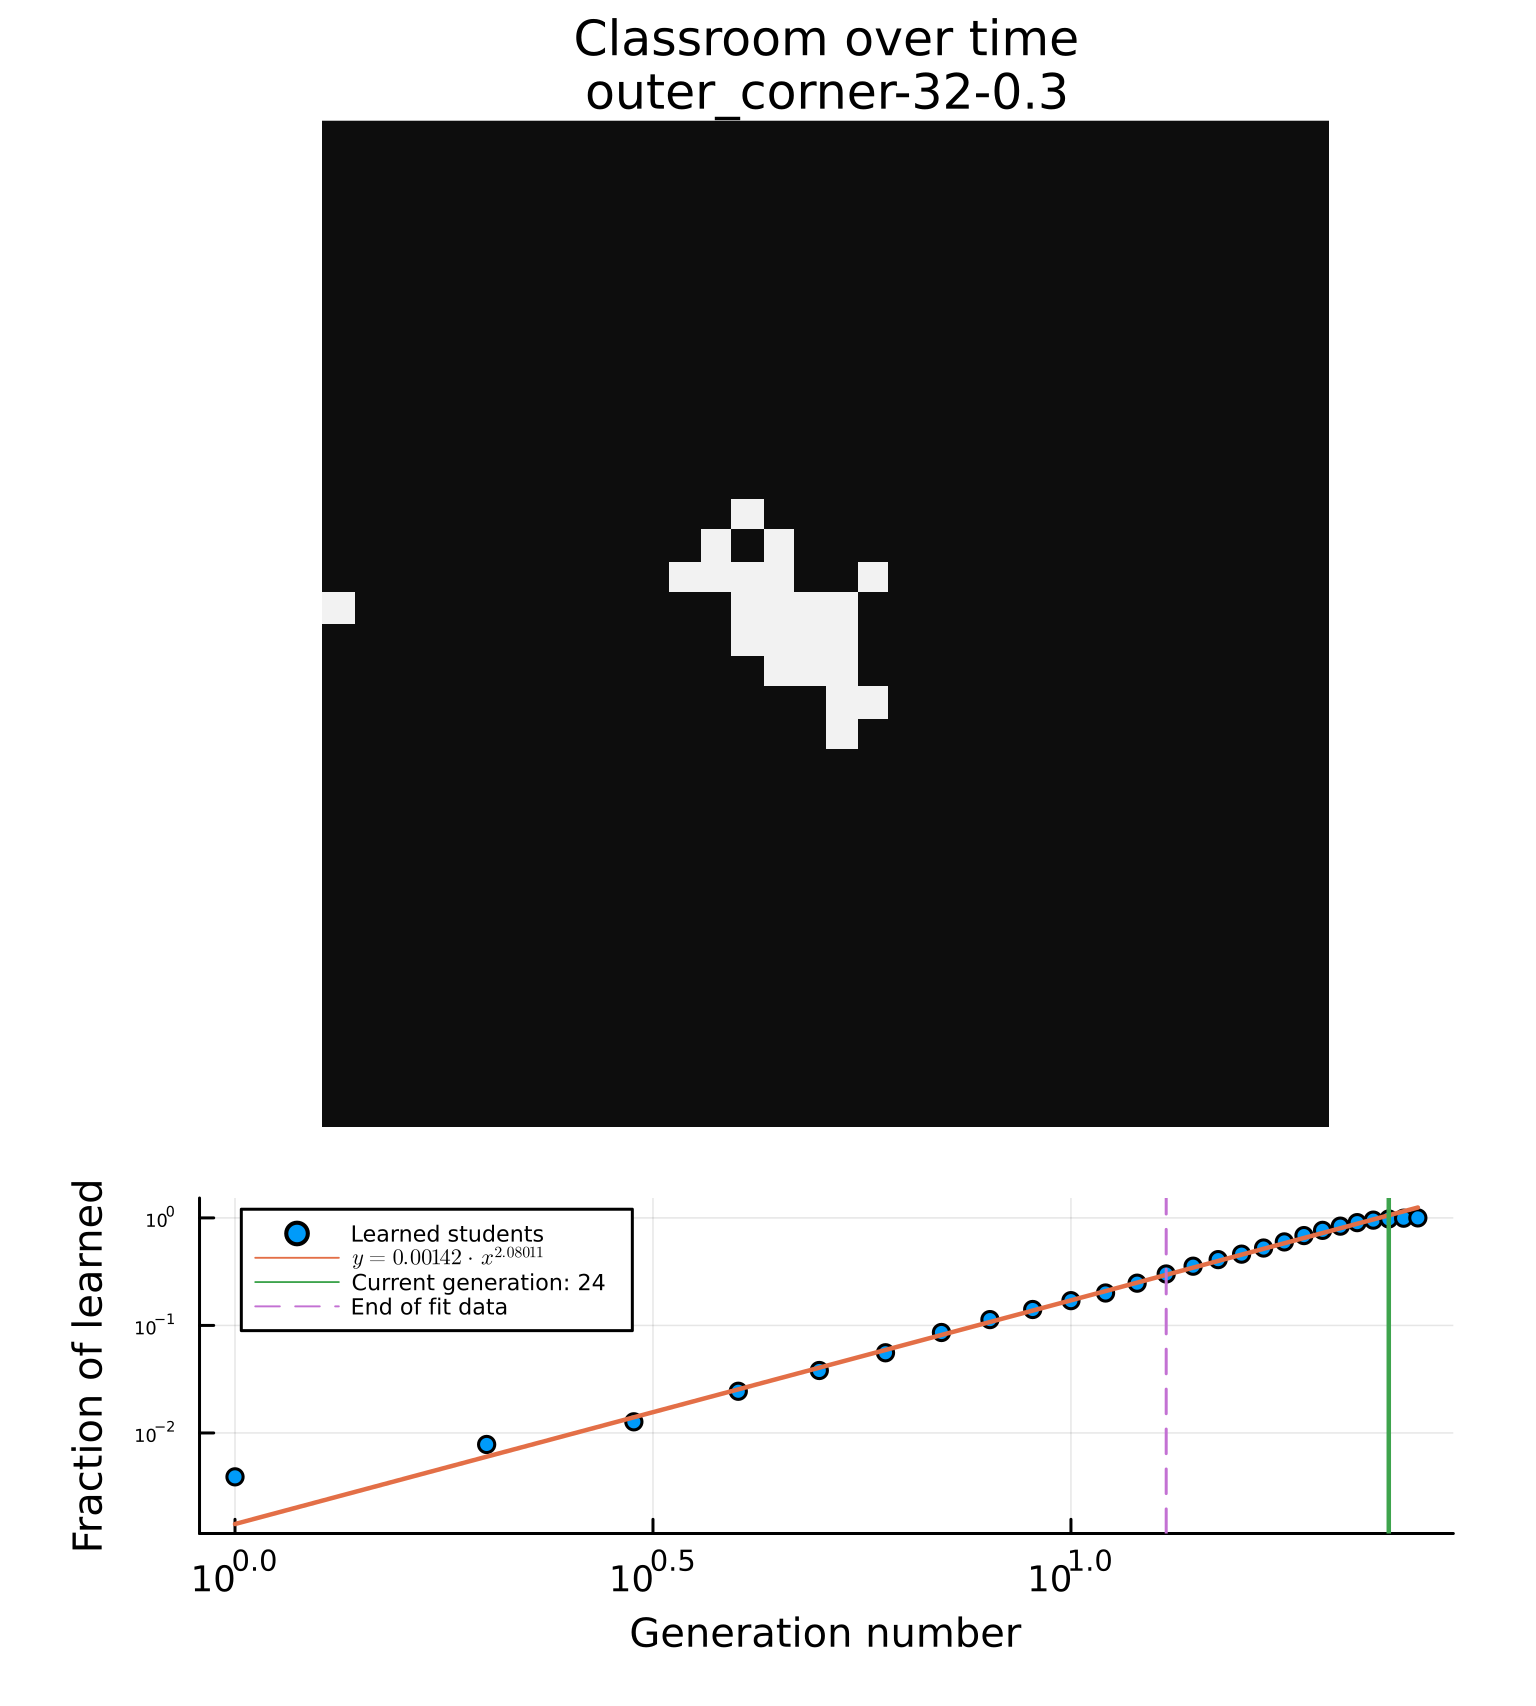 Classroom over time
outer_corner-32-0.3
Fraction of learned
10^0
10^−1
10^−2
Learned students
y = 0.00142 · x^2.08011
Current generation: 24
End of fit data
10^0.0 10^0.5 10^1.0
Generation number